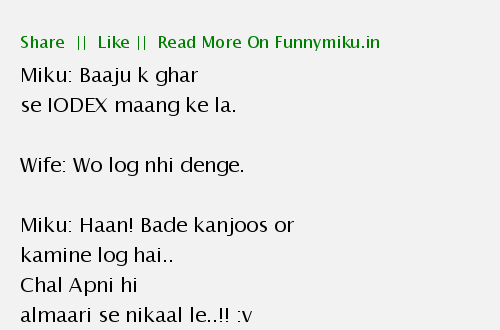 Share || Like || Read More On Funnymiku.in
Miku: Baaju k ghar
se IODEX maang ke la.
Wife: Wo log nhi denge.
Miku: Haan! Bade kanjoos or
kamine log hai..
Chal Apni hi
almaari se nikaal le..!! :v